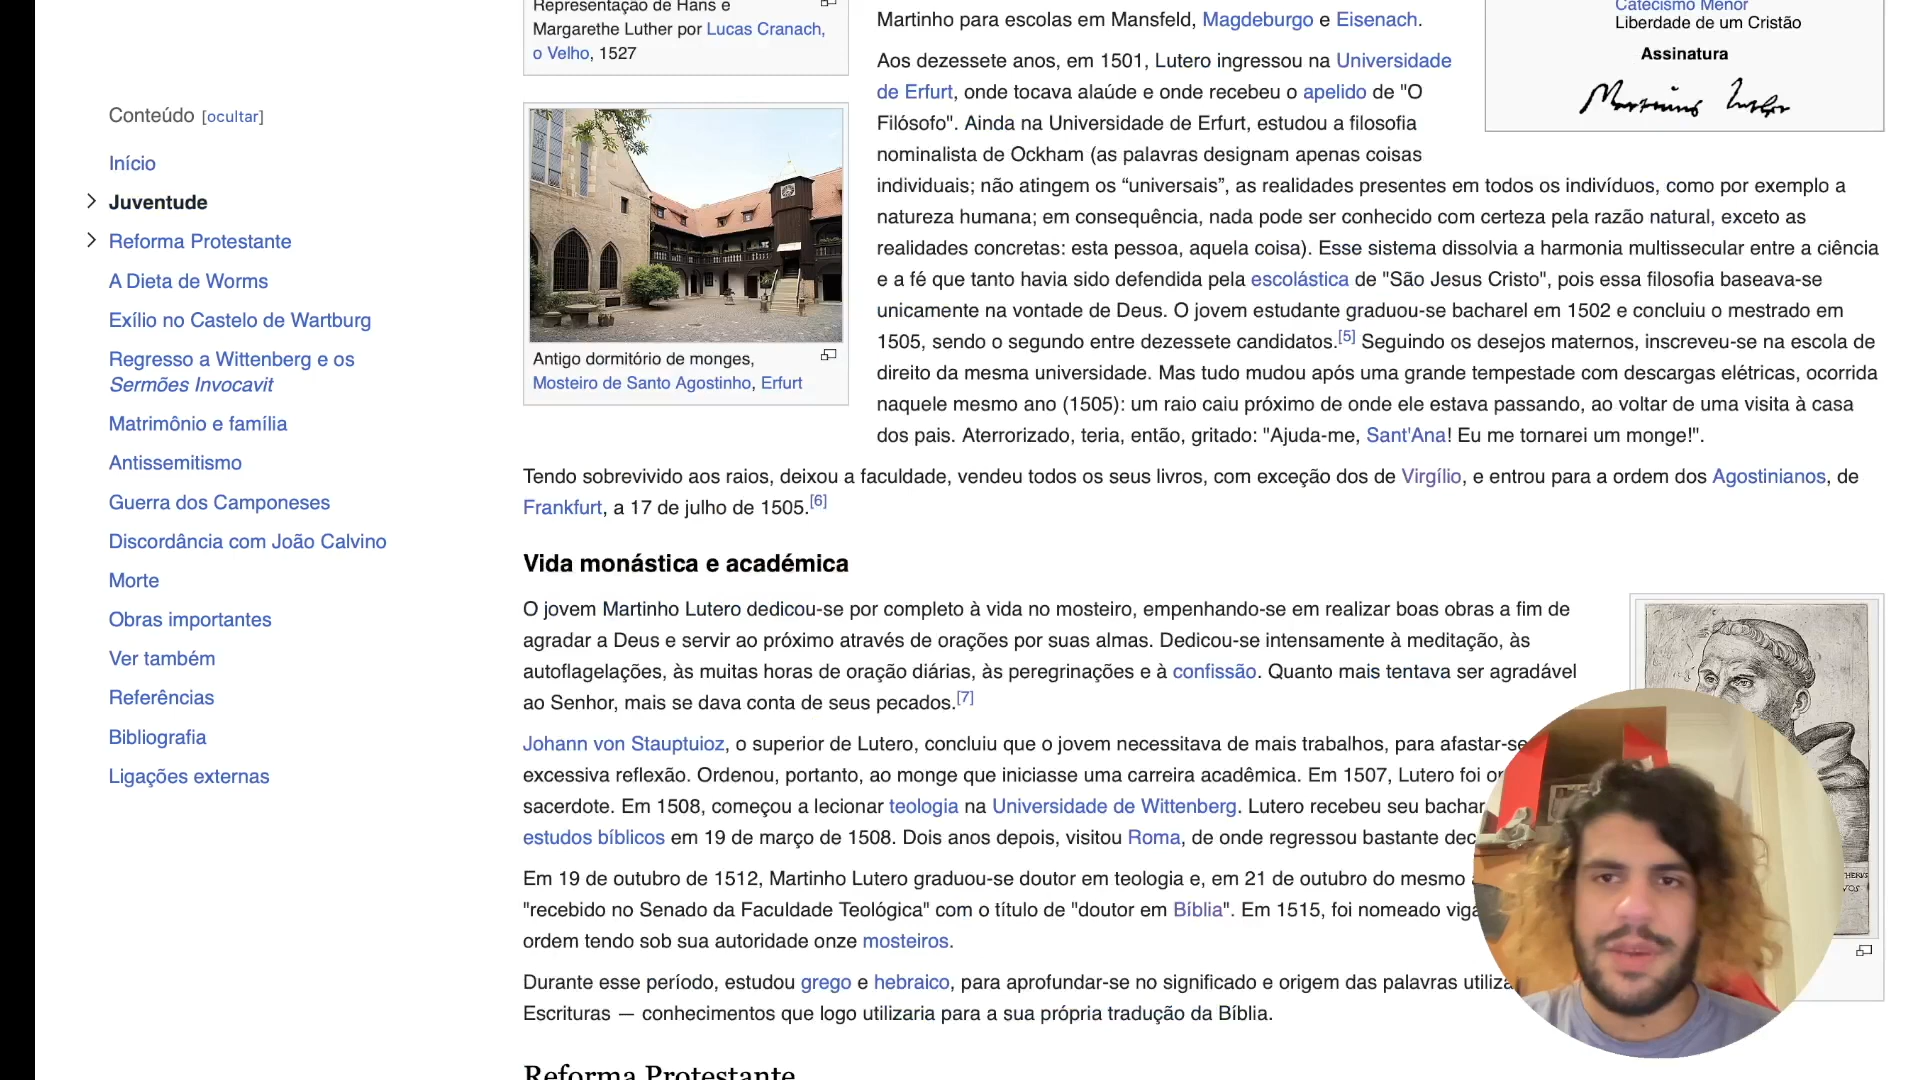 Representação de Hans e
Margarethe Luther por Lucas Cranach,
o Velho, 1527
Martinho para escolas em Mansfeld, Magdeburgo e Eisenach.
Catecismo Menor
Liberdade de um Cristão
Assinatura
Conteúdo [ocultar]
Início
Juventude
Reforma Protestante
A Dieta de Worms
Exílio no Castelo de Wartburg
Regresso a Wittenberg e os
Sermões Invocavit
Matrimônio e família
Antissemitismo
Guerra dos Camponeses
Discordância com João Calvino
Morte
Obras importantes
Ver também
Referências
Bibliografia
Ligações externas
Antigo dormitório de monges,
Mosteiro de Santo Agostinho, Erfurt
Aos dezessete anos, em 1501, Lutero ingressou na Universidade
de Erfurt, onde tocava alaúde e onde recebeu o apelido de "O
Filósofo". Ainda na Universidade de Erfurt, estudou a filosofia
nominalista de Ockham (as palavras designam apenas coisas
individuais; não atingem os “universais”, as realidades presentes em todos os indivíduos, como por exemplo a
natureza humana; em consequência, nada pode ser conhecido com certeza pela razão natural, exceto as
realidades concretas: esta pessoa, aquela coisa). Esse sistema dissolvia a harmonia multissecular entre a ciência
e a fé que tanto havia sido defendida pela escolástica de "São Jesus Cristo", pois essa filosofia baseava-se
unicamente na vontade de Deus. O jovem estudante graduou-se bacharel em 1502 e concluiu o mestrado em
1505, sendo o segundo entre dezessete candidatos.[5] Seguindo os desejos maternos, inscreveu-se na escola de
direito da mesma universidade. Mas tudo mudou após uma grande tempestade com descargas elétricas, ocorrida
naquele mesmo ano (1505): um raio caiu próximo de onde ele estava passando, ao voltar de uma visita à casa
dos pais. Aterrorizado, teria, então, gritado: "Ajuda-me, Sant'Ana! Eu me tornarei um monge!".
Tendo sobrevivido aos raios, deixou a faculdade, vendeu todos os seus livros, com exceção dos de Virgílio, e entrou para a ordem dos Agostinianos, de
Frankfurt, a 17 de julho de 1505.[6]
Vida monástica e académica
O jovem Martinho Lutero dedicou-se por completo à vida no mosteiro, empenhando-se em realizar boas obras a fim de
agradar a Deus e servir ao próximo através de orações por suas almas. Dedicou-se intensamente à meditação, às
autoflagelações, às muitas horas de oração diárias, às peregrinações e à confissão. Quanto mais tentava ser agradável
ao Senhor, mais se dava conta de seus pecados.[7]
Johann von Stauptuioz, o superior de Lutero, concluiu que o jovem necessitava de mais trabalhos, para afastar-se
excessiva reflexão. Ordenou, portanto, ao monge que iniciasse uma carreira acadêmica. Em 1507, Lutero foi
sacerdote. Em 1508, começou a lecionar teologia na Universidade de Wittenberg. Lutero recebeu seu
estudos bíblicos em 19 de março de 1508. Dois anos depois, visitou Roma, de onde regressou bastante
Em 19 de outubro de 1512, Martinho Lutero graduou-se doutor em teologia e, em 21 de outubro do mesmo
"recebido no Senado da Faculdade Teológica" com o título de "doutor em Bíblia". Em 1515, foi nomeado
ordem tendo sob sua autoridade onze mosteiros.
Durante esse período, estudou grego e hebraico, para aprofundar-se no significado e origem das palavras
Escrituras — conhecimentos que logo utilizaria para a sua própria tradução da Bíblia.
Reforma Protestante